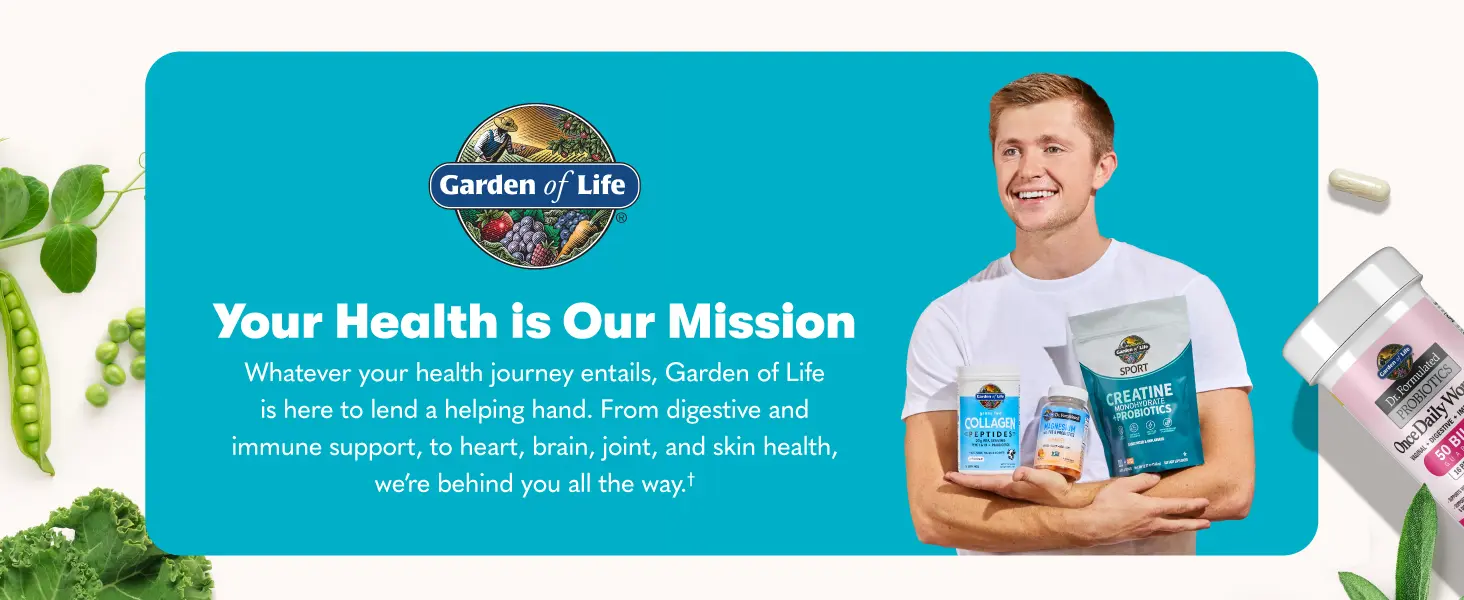 Garden of Life
®
Your Health is Our Mission
Whatever your health journey entails, Garden of Life
is here to lend a helping hand. From digestive and
immune support, to heart, brain, joint, and skin health,
we're behind you all the way.†
Garden of Life
COLLAGEN
PEPTIDES
Dr. Formulated
MAGNESIUM
Garden of Life
SPORT
CREATINE
MONOHYDRATE
+PROBIOTICS
Garden of Life
Dr. Formulated
PROBIOTICS
Once Daily Wo
50 BIL